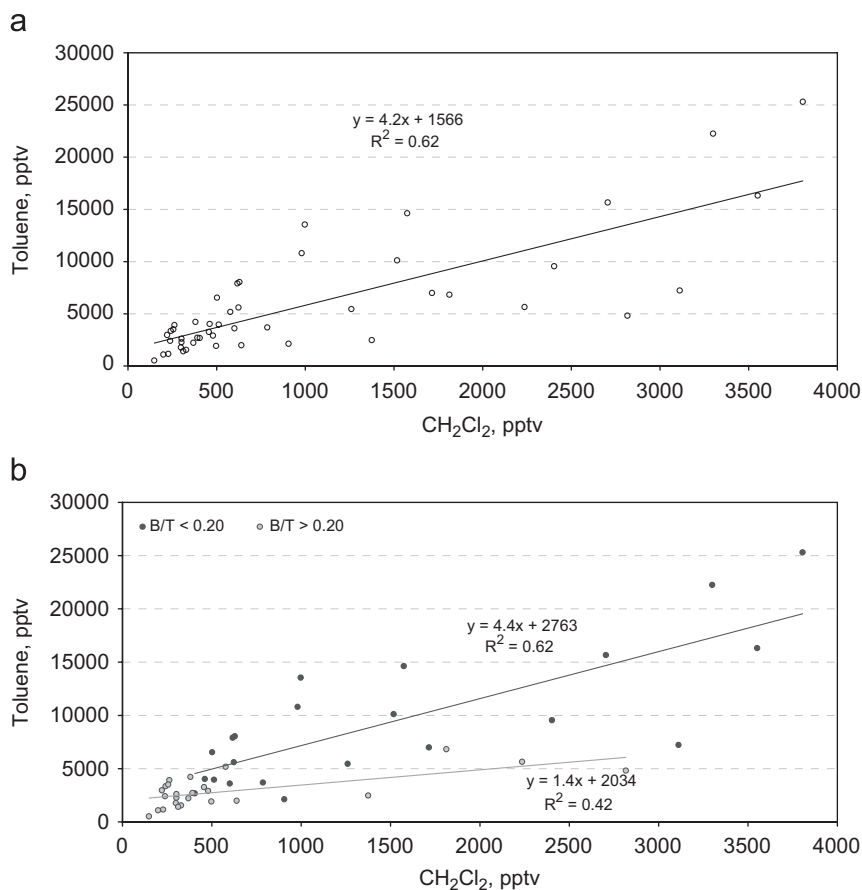 a
30000
25000
20000
15000
10000
5000
0
Toluene, pptv
y = 4.2x + 1566
R² = 0.62
0 500 1000 1500 2000 2500 3000 3500 4000
CH₂Cl₂, pptv
b
30000
25000
20000
15000
10000
5000
0
Toluene, pptv
B/T < 0.20 B/T > 0.20
y = 4.4x + 2763
R² = 0.62
y = 1.4x + 2034
R² = 0.42
0 500 1000 1500 2000 2500 3000 3500 4000
CH₂Cl₂, pptv